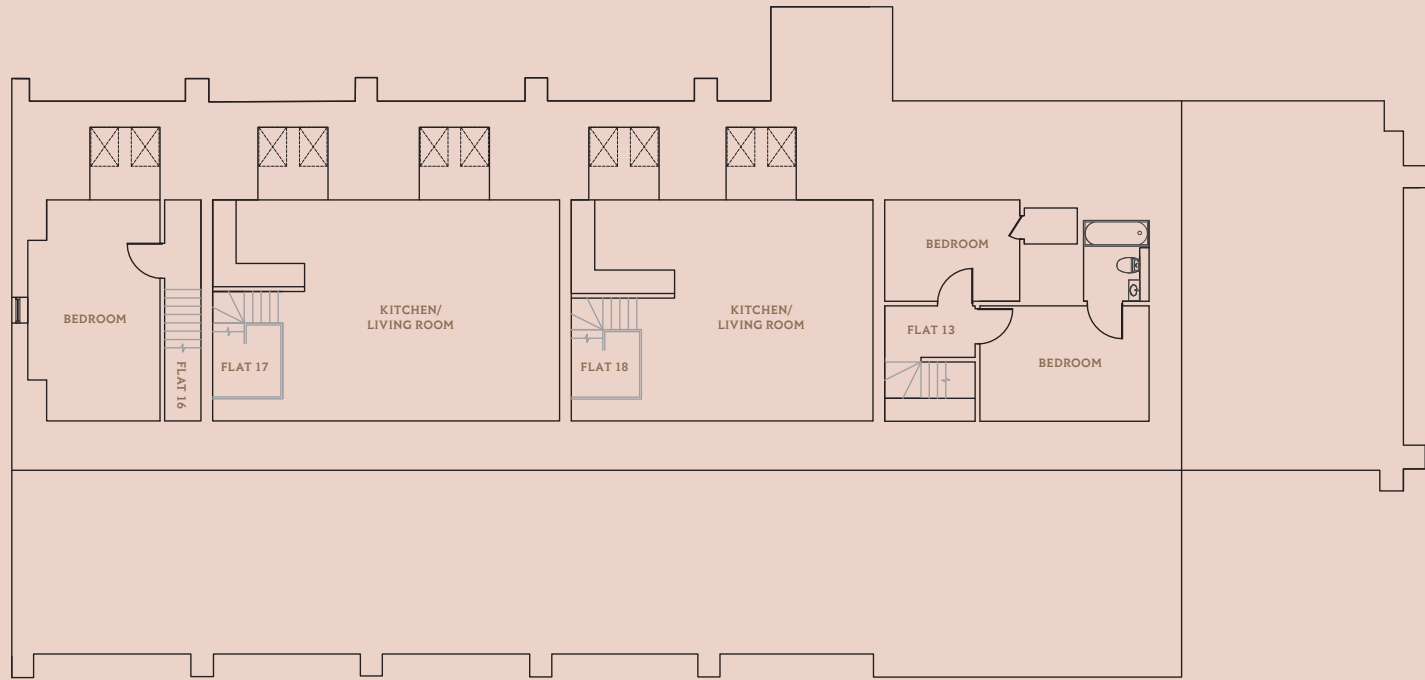 BEDROOM
FLAT 16
FLAT 17
KITCHEN/
LIVING ROOM
FLAT 18
KITCHEN/
LIVING ROOM
BEDROOM
FLAT 13
BEDROOM